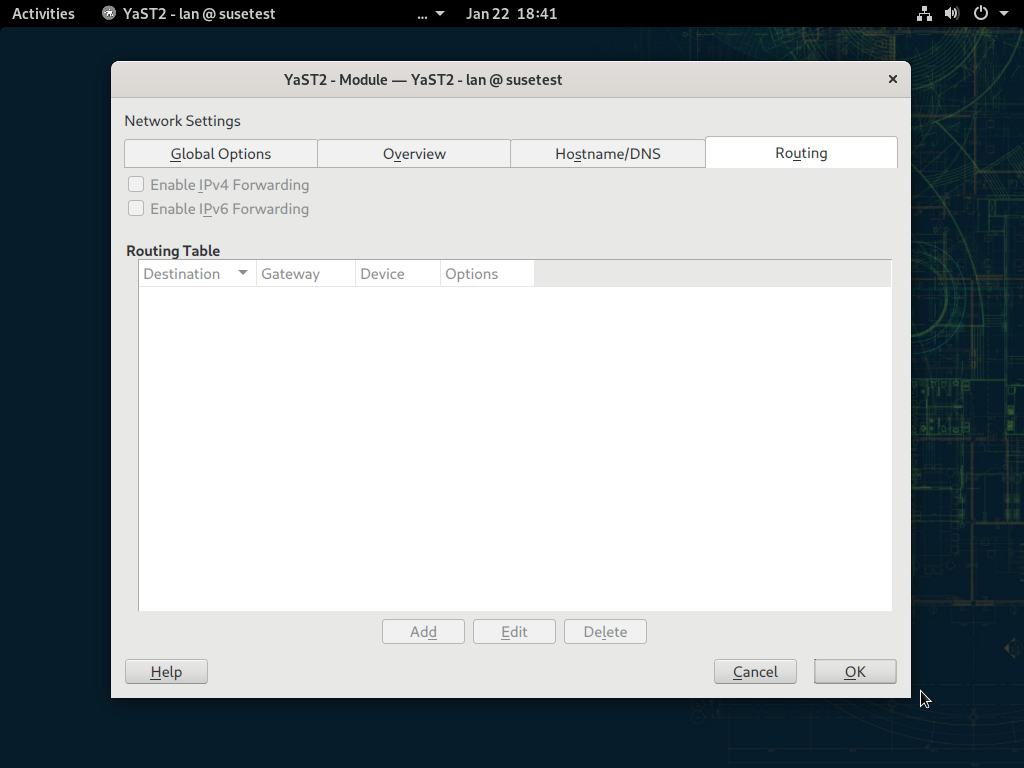 Activities YaST2 - lan @ susetest ... Jan 22 18:41
YaST2 - Module — YaST2 - lan @ susetest
Network Settings
Global Options Overview Hostname/DNS Routing
Enable IPv4 Forwarding
Enable IPv6 Forwarding
Routing Table
Destination Gateway Device Options
Add Edit Delete
Help Cancel OK